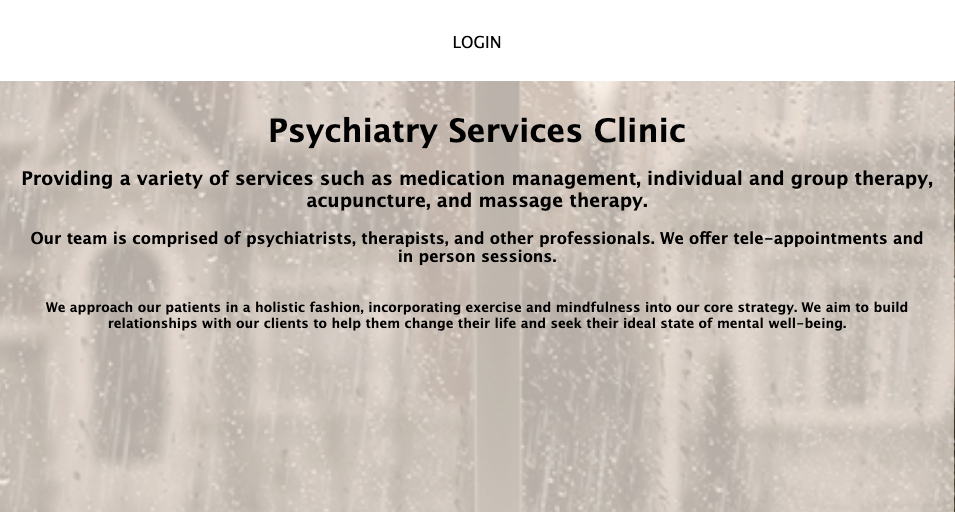 LOGIN
Psychiatry Services Clinic
Providing a variety of services such as medication management, individual and group therapy,
acupuncture, and massage therapy.
Our team is comprised of psychiatrists, therapists, and other professionals. We offer tele-appointments and
in person sessions.
We approach our patients in a holistic fashion, incorporating exercise and mindfulness into our core strategy. We aim to build
relationships with our clients to help them change their life and seek their ideal state of mental well-being.